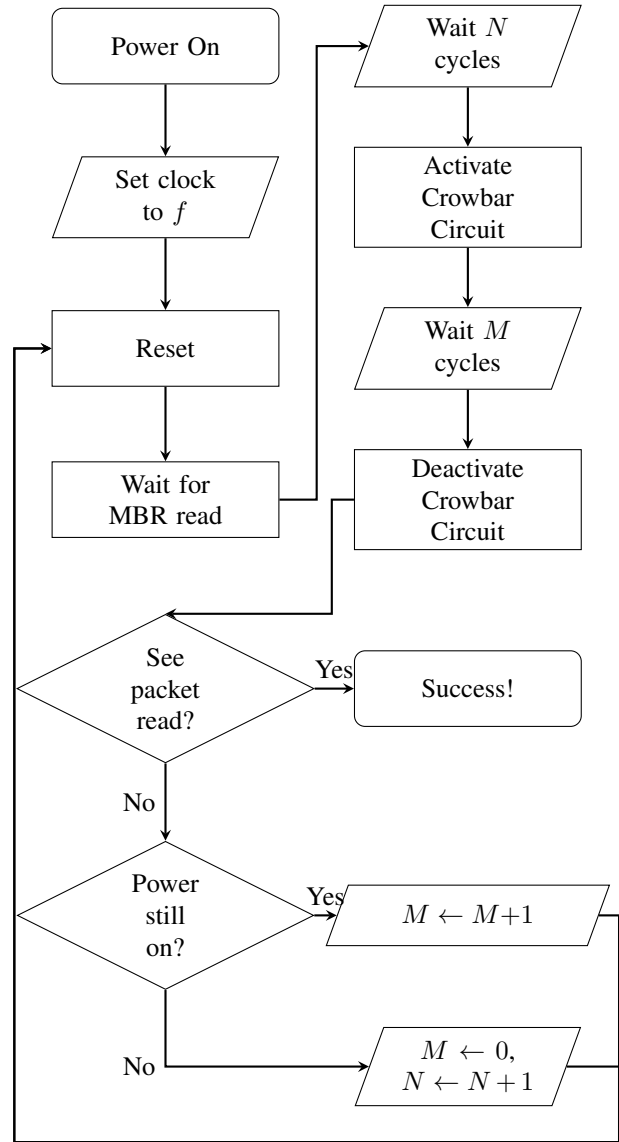 Power On
Set clock
to f
Reset
Wait for
MBR read
Wait N
cycles
Activate
Crowbar
Circuit
Wait M
cycles
Deactivate
Crowbar
Circuit
See
packet
read?
Yes
Success!
No
Power
still
on?
Yes
M ← M+1
No
M ← 0,
N ← N+1